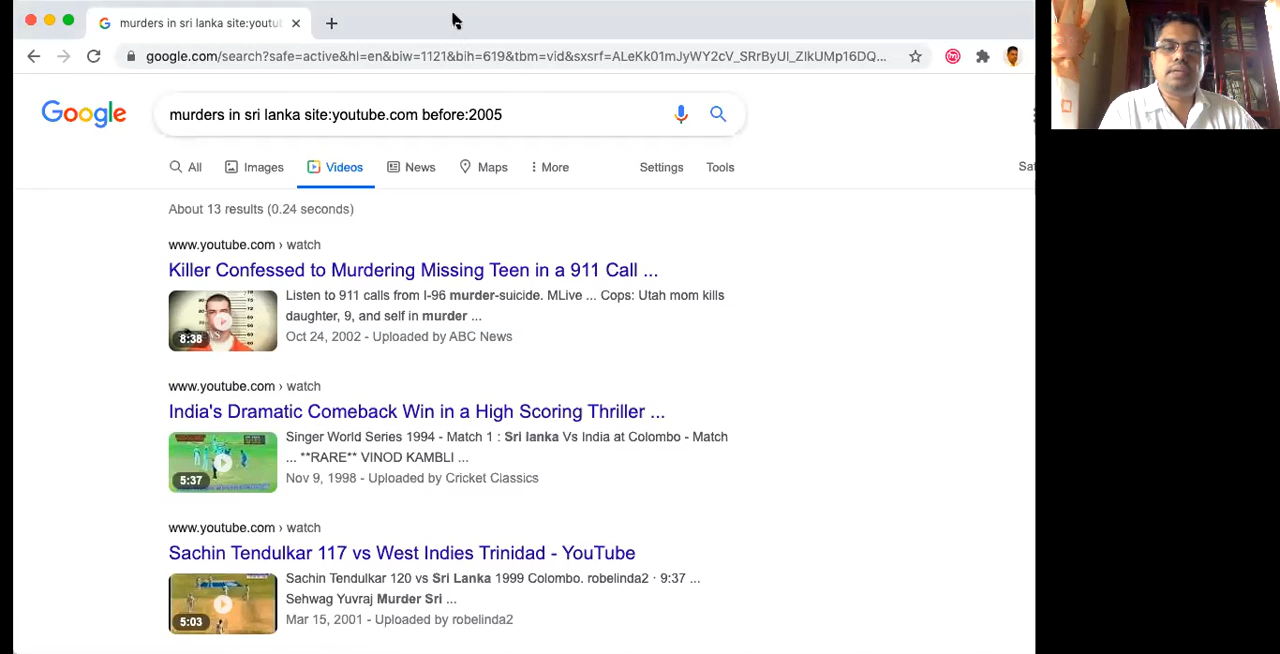 murders in sri lanka site:youtub
google.com/search?safe=active&hl=en&biw=1121&bih=619&tbm=vid&sxsrf=ALeKk01mJyWY2cV_SRrByUI_ZIkUMp16DQ...
Google
murders in sri lanka site:youtube.com before:2005
All Images Videos News Maps More Settings Tools Sa
About 13 results (0.24 seconds)
www.youtube.com › watch
Killer Confessed to Murdering Missing Teen in a 911 Call ...
Listen to 911 calls from I-96 murder-suicide. MLive ... Cops: Utah mom kills
daughter, 9, and self in murder ...
8:38
Oct 24, 2002 - Uploaded by ABC News
www.youtube.com › watch
India's Dramatic Comeback Win in a High Scoring Thriller ...
Singer World Series 1994 - Match 1 : Sri lanka Vs India at Colombo - Match
... **RARE** VINOD KAMBLI ...
5:37
Nov 9, 1998 - Uploaded by Cricket Classics
www.youtube.com › watch
Sachin Tendulkar 117 vs West Indies Trinidad - YouTube
Sachin Tendulkar 120 vs Sri Lanka 1999 Colombo. robelinda2 · 9:37 ...
Sehwag Yuvraj Murder Sri ...
5:03
Mar 15, 2001 - Uploaded by robelinda2